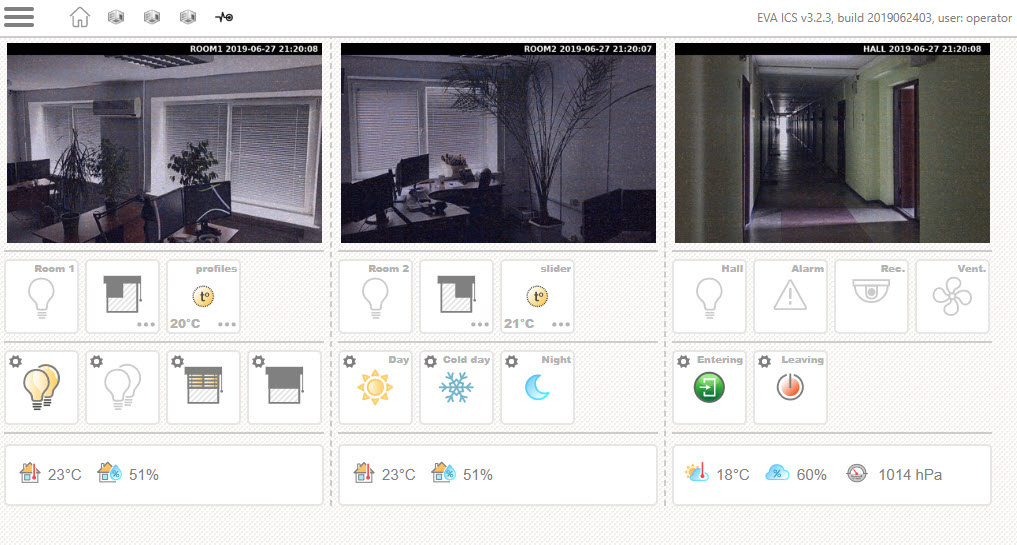 EVA ICS v3.2.3, build 2019062403, user: operator
ROOM1 2019-06-27 21:20:08
ROOM2 2019-06-27 21:20:07
HALL 2019-06-27 21:20:08
Room 1
profiles
20°C
t°
Room 2
slider
21°C
t°
Hall
Alarm
Rec.
Vent.
Day
Cold day
Night
Entering
Leaving
23°C
% 51%
23°C
% 51%
18°C
% 60%
1014 hPa